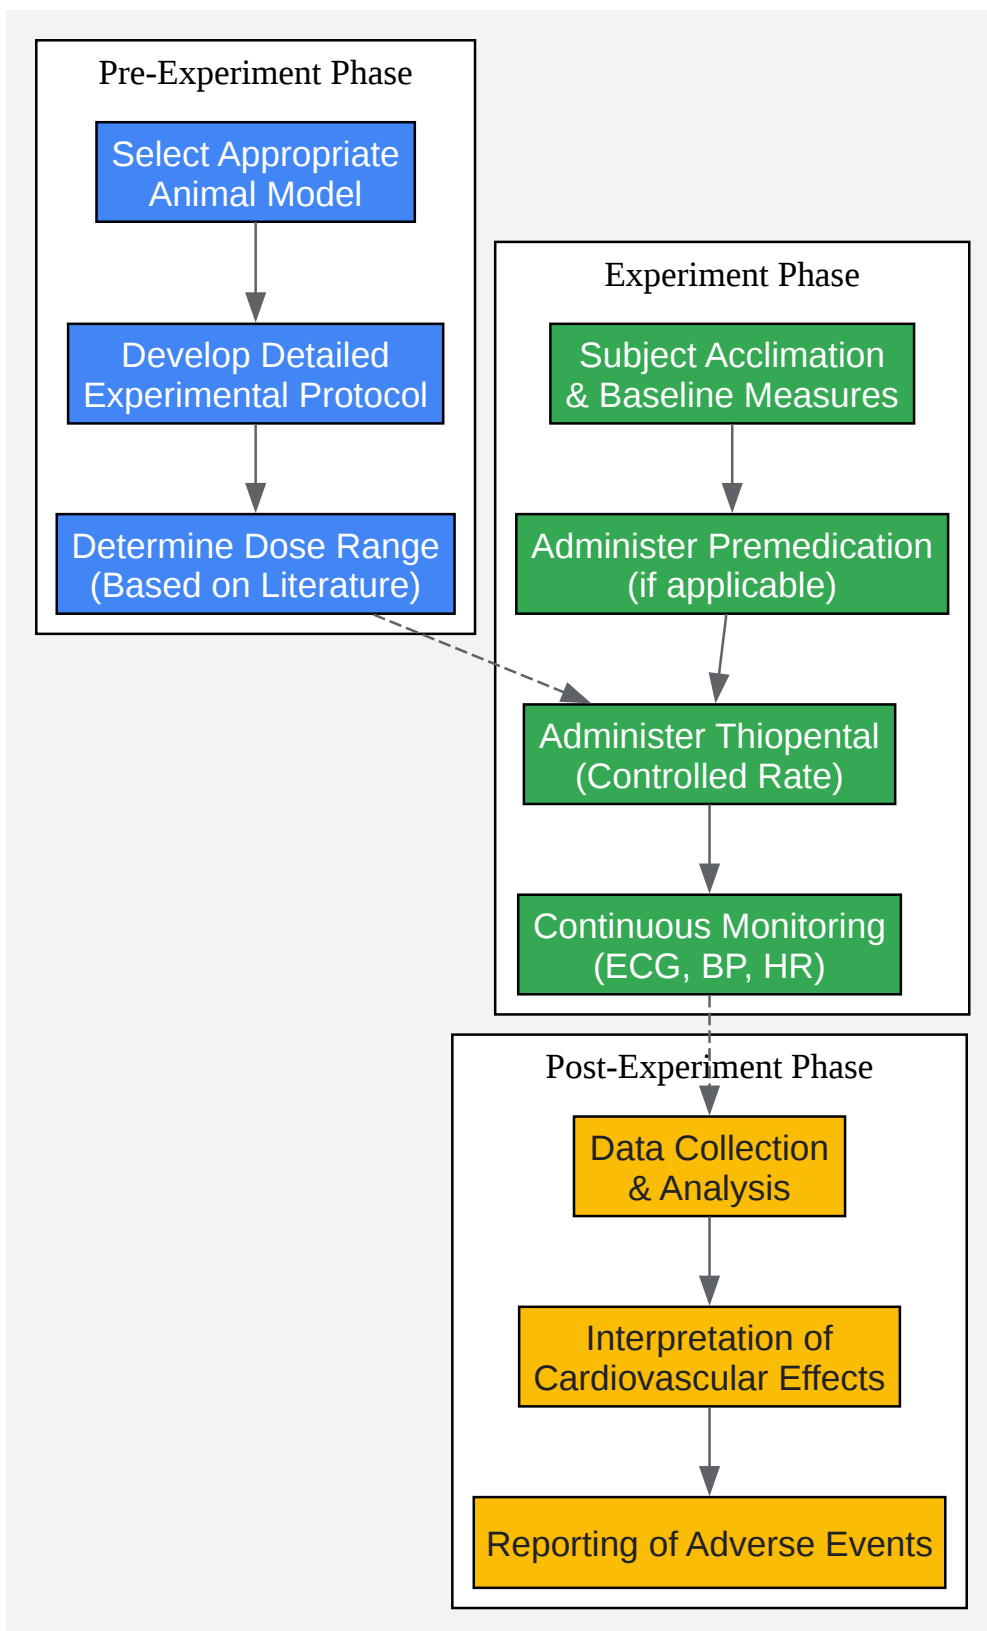 Pre-Experiment Phase
Select Appropriate
Animal Model
Develop Detailed
Experimental Protocol
Determine Dose Range
(Based on Literature)
Experiment Phase
Subject Acclimation
& Baseline Measures
Administer Premedication
(if applicable)
Administer Thiopental
(Controlled Rate)
Continuous Monitoring
(ECG, BP, HR)
Post-Experiment Phase
Data Collection
& Analysis
Interpretation of
Cardiovascular Effects
Reporting of Adverse Events